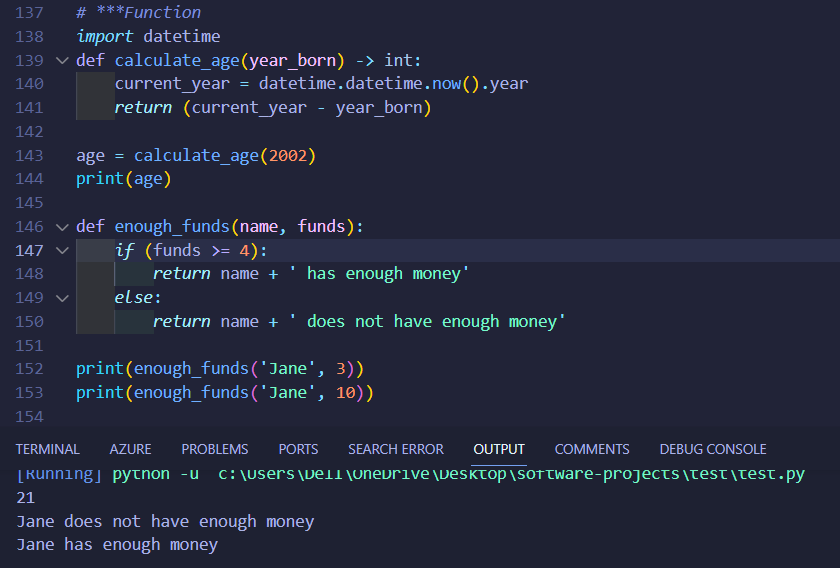 137 # ***Function
138 import datetime
139 def calculate_age(year_born) -> int:
140     current_year = datetime.datetime.now().year
141     return (current_year - year_born)
142
143 age = calculate_age(2002)
144 print(age)
145
146 def enough_funds(name, funds):
147     if (funds >= 4):
148         return name + ' has enough money'
149     else:
150         return name + ' does not have enough money'
151
152 print(enough_funds('Jane', 3))
153 print(enough_funds('Jane', 10))
154
TERMINAL AZURE PROBLEMS PORTS SEARCH ERROR OUTPUT COMMENTS DEBUG CONSOLE
[Running] python -u  c:\Users\Dell\OneDrive\Desktop\software-projects\test\test.py
21
Jane does not have enough money
Jane has enough money